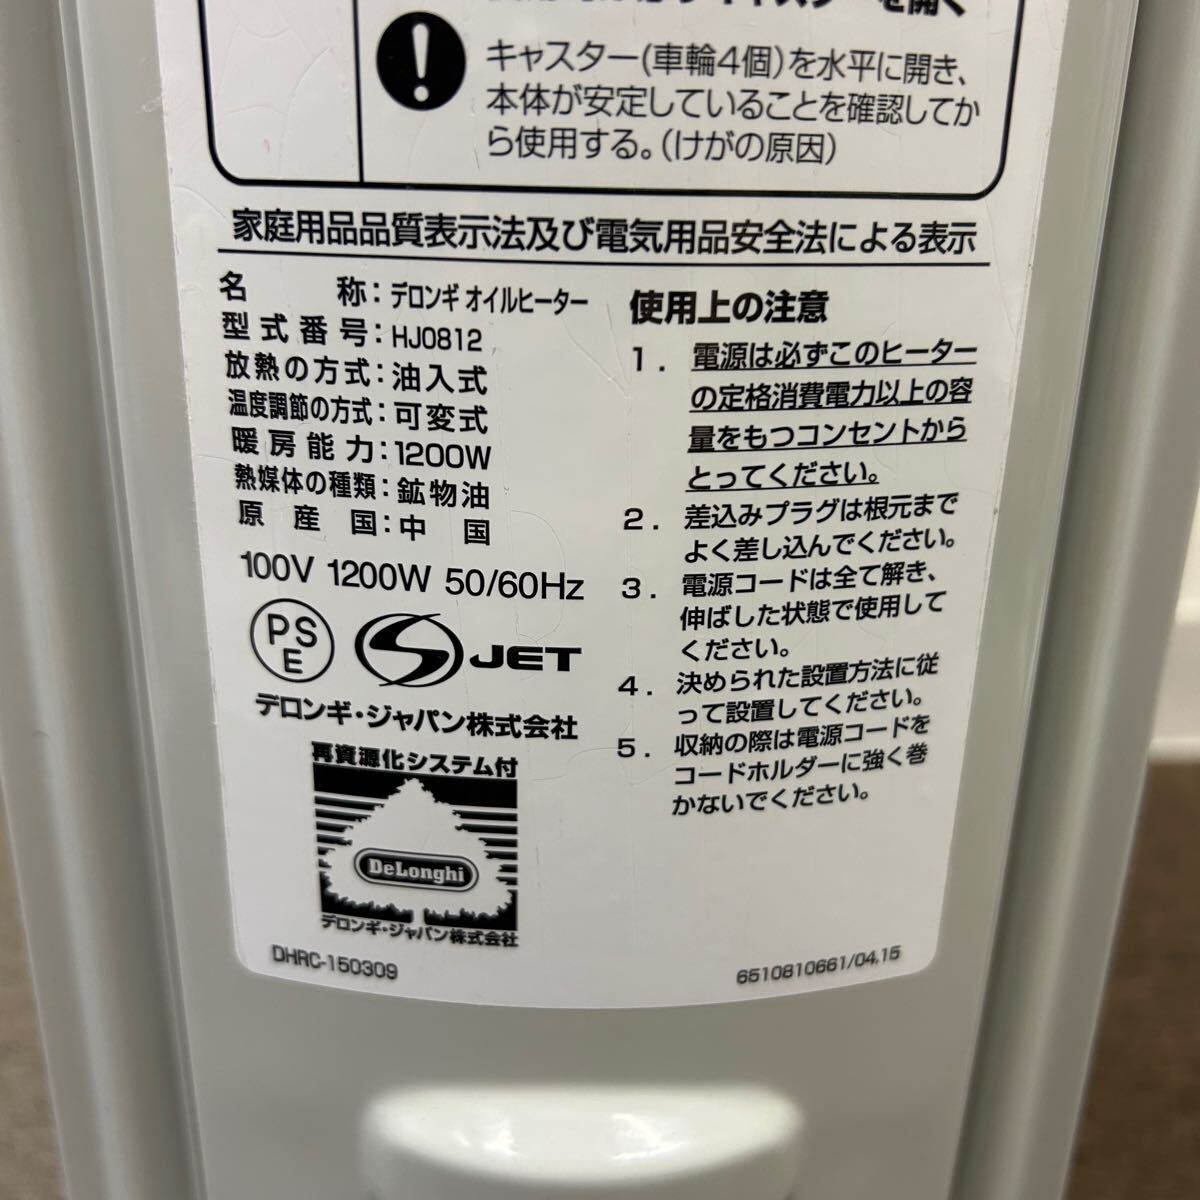 キャスター(車輪4個)を水平に開き、
本体が安定していることを確認してか
ら使用する。(けがの原因)
家庭用品品質表示法及び電気用品安全法による表示
名称：デロンギ オイルヒーター
型式番号：HJ0812
放熱の方式：油入式
温度調節の方式：可変式
暖房能力：1200W
熱媒体の種類：鉱物油
原産国：中国
100V 1200W 50/60Hz
PSE
S JET
デロンギ・ジャパン株式会社
再資源化システム付
DeLonghi
デロンギ・ジャパン株式会社
DHRC-150309
使用上の注意
1. 電源は必ずこのヒーター
の定格消費電力以上の容
量をもつコンセントから
とってください。
2. 差込みプラグは根元まで
よく差し込んでください。
3. 電源コードは全て解き、
伸ばした状態で使用して
ください。
4. 決められた設置方法に従
って設置してください。
5. 収納の際は電源コードを
コードホルダーに強く巻
かないでください。
6510810661/04.15